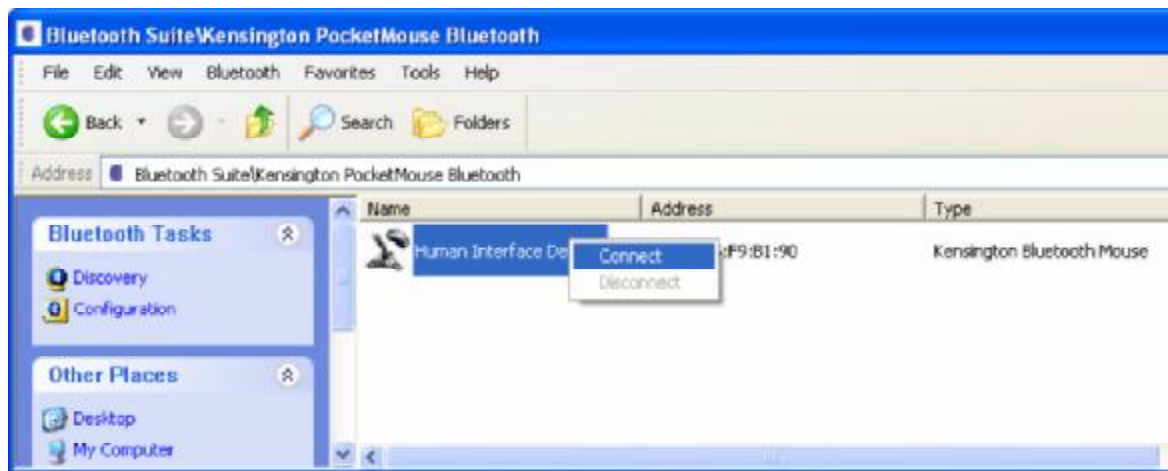 Bluetooth Suite\Kensington PocketMouse Bluetooth
File Edit View Bluetooth Favorites Tools Help
Back Search Folders
Address Bluetooth Suite\Kensington PocketMouse Bluetooth
Name Address Type
Bluetooth Tasks
Human Interface :F9:B1:90 Kensington Bluetooth Mouse
Connect
Disconnect
Discovery
Configuration
Other Places
Desktop
My Computer